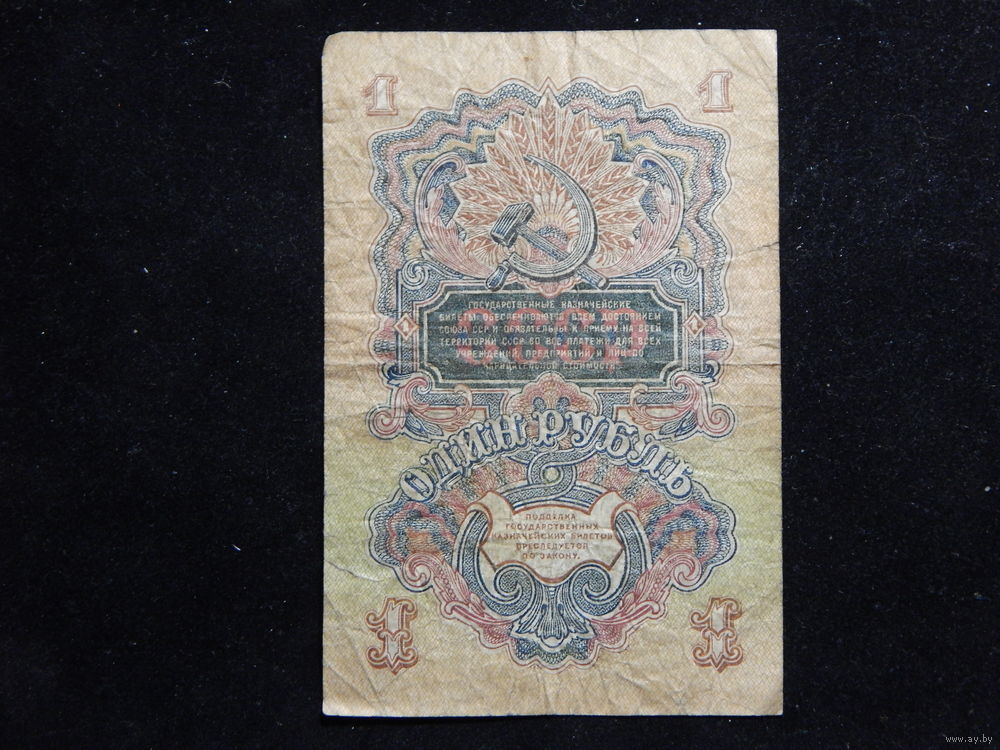 1 1
ГОСУДАРСТВЕННЫЕ КАЗНАЧЕЙСКИЕ
БИЛЕТЫ ОБЕСПЕЧИВАЮТСЯ ВСЕМ ДОСТОЯНИЕМ
СОЮЗА ССР И ОБЯЗАТЕЛЬНЫ К ПРИЕМУ НА ВСЕЙ
ТЕРРИТОРИИ СССР ВО ВСЕ ПЛАТЕЖИ ДЛЯ ВСЕХ
УЧРЕЖДЕНИЙ, ПРЕДПРИЯТИЙ И ЛИЦ ПО
НАРИЦАТЕЛЬНОЙ СТОИМОСТИ.
ОДИН РУБЛЬ
ПОДДЕЛКА
ГОСУДАРСТВЕННЫХ
КАЗНАЧЕЙСКИХ БИЛЕТОВ
ПРЕСЛЕДУЕТСЯ
ПО ЗАКОНУ.
1 1
www.ay.by